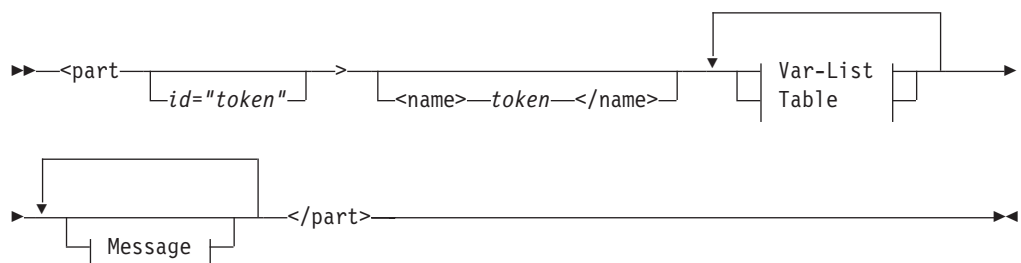 <part id="token" > <name> token </name> Var-List
Table
Message </part>